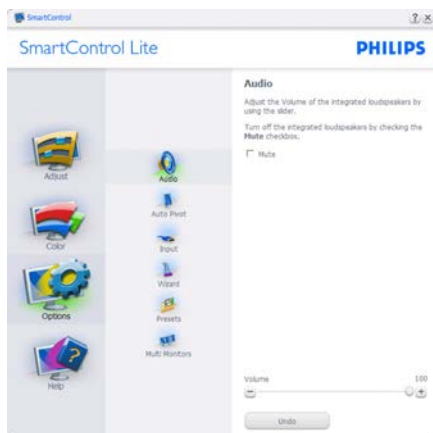 SmartControl
SmartControl Lite
PHILIPS
Adjust
Color
Options
Help
Audio
Auto Pivot
Input
Wizard
Presets
Multi Monitors
Audio
Adjust the Volume of the integrated loudspeakers by
using the slider.
Turn off the integrated loudspeakers by checking the
Mute checkbox.
Mute
Volume 100
Undo